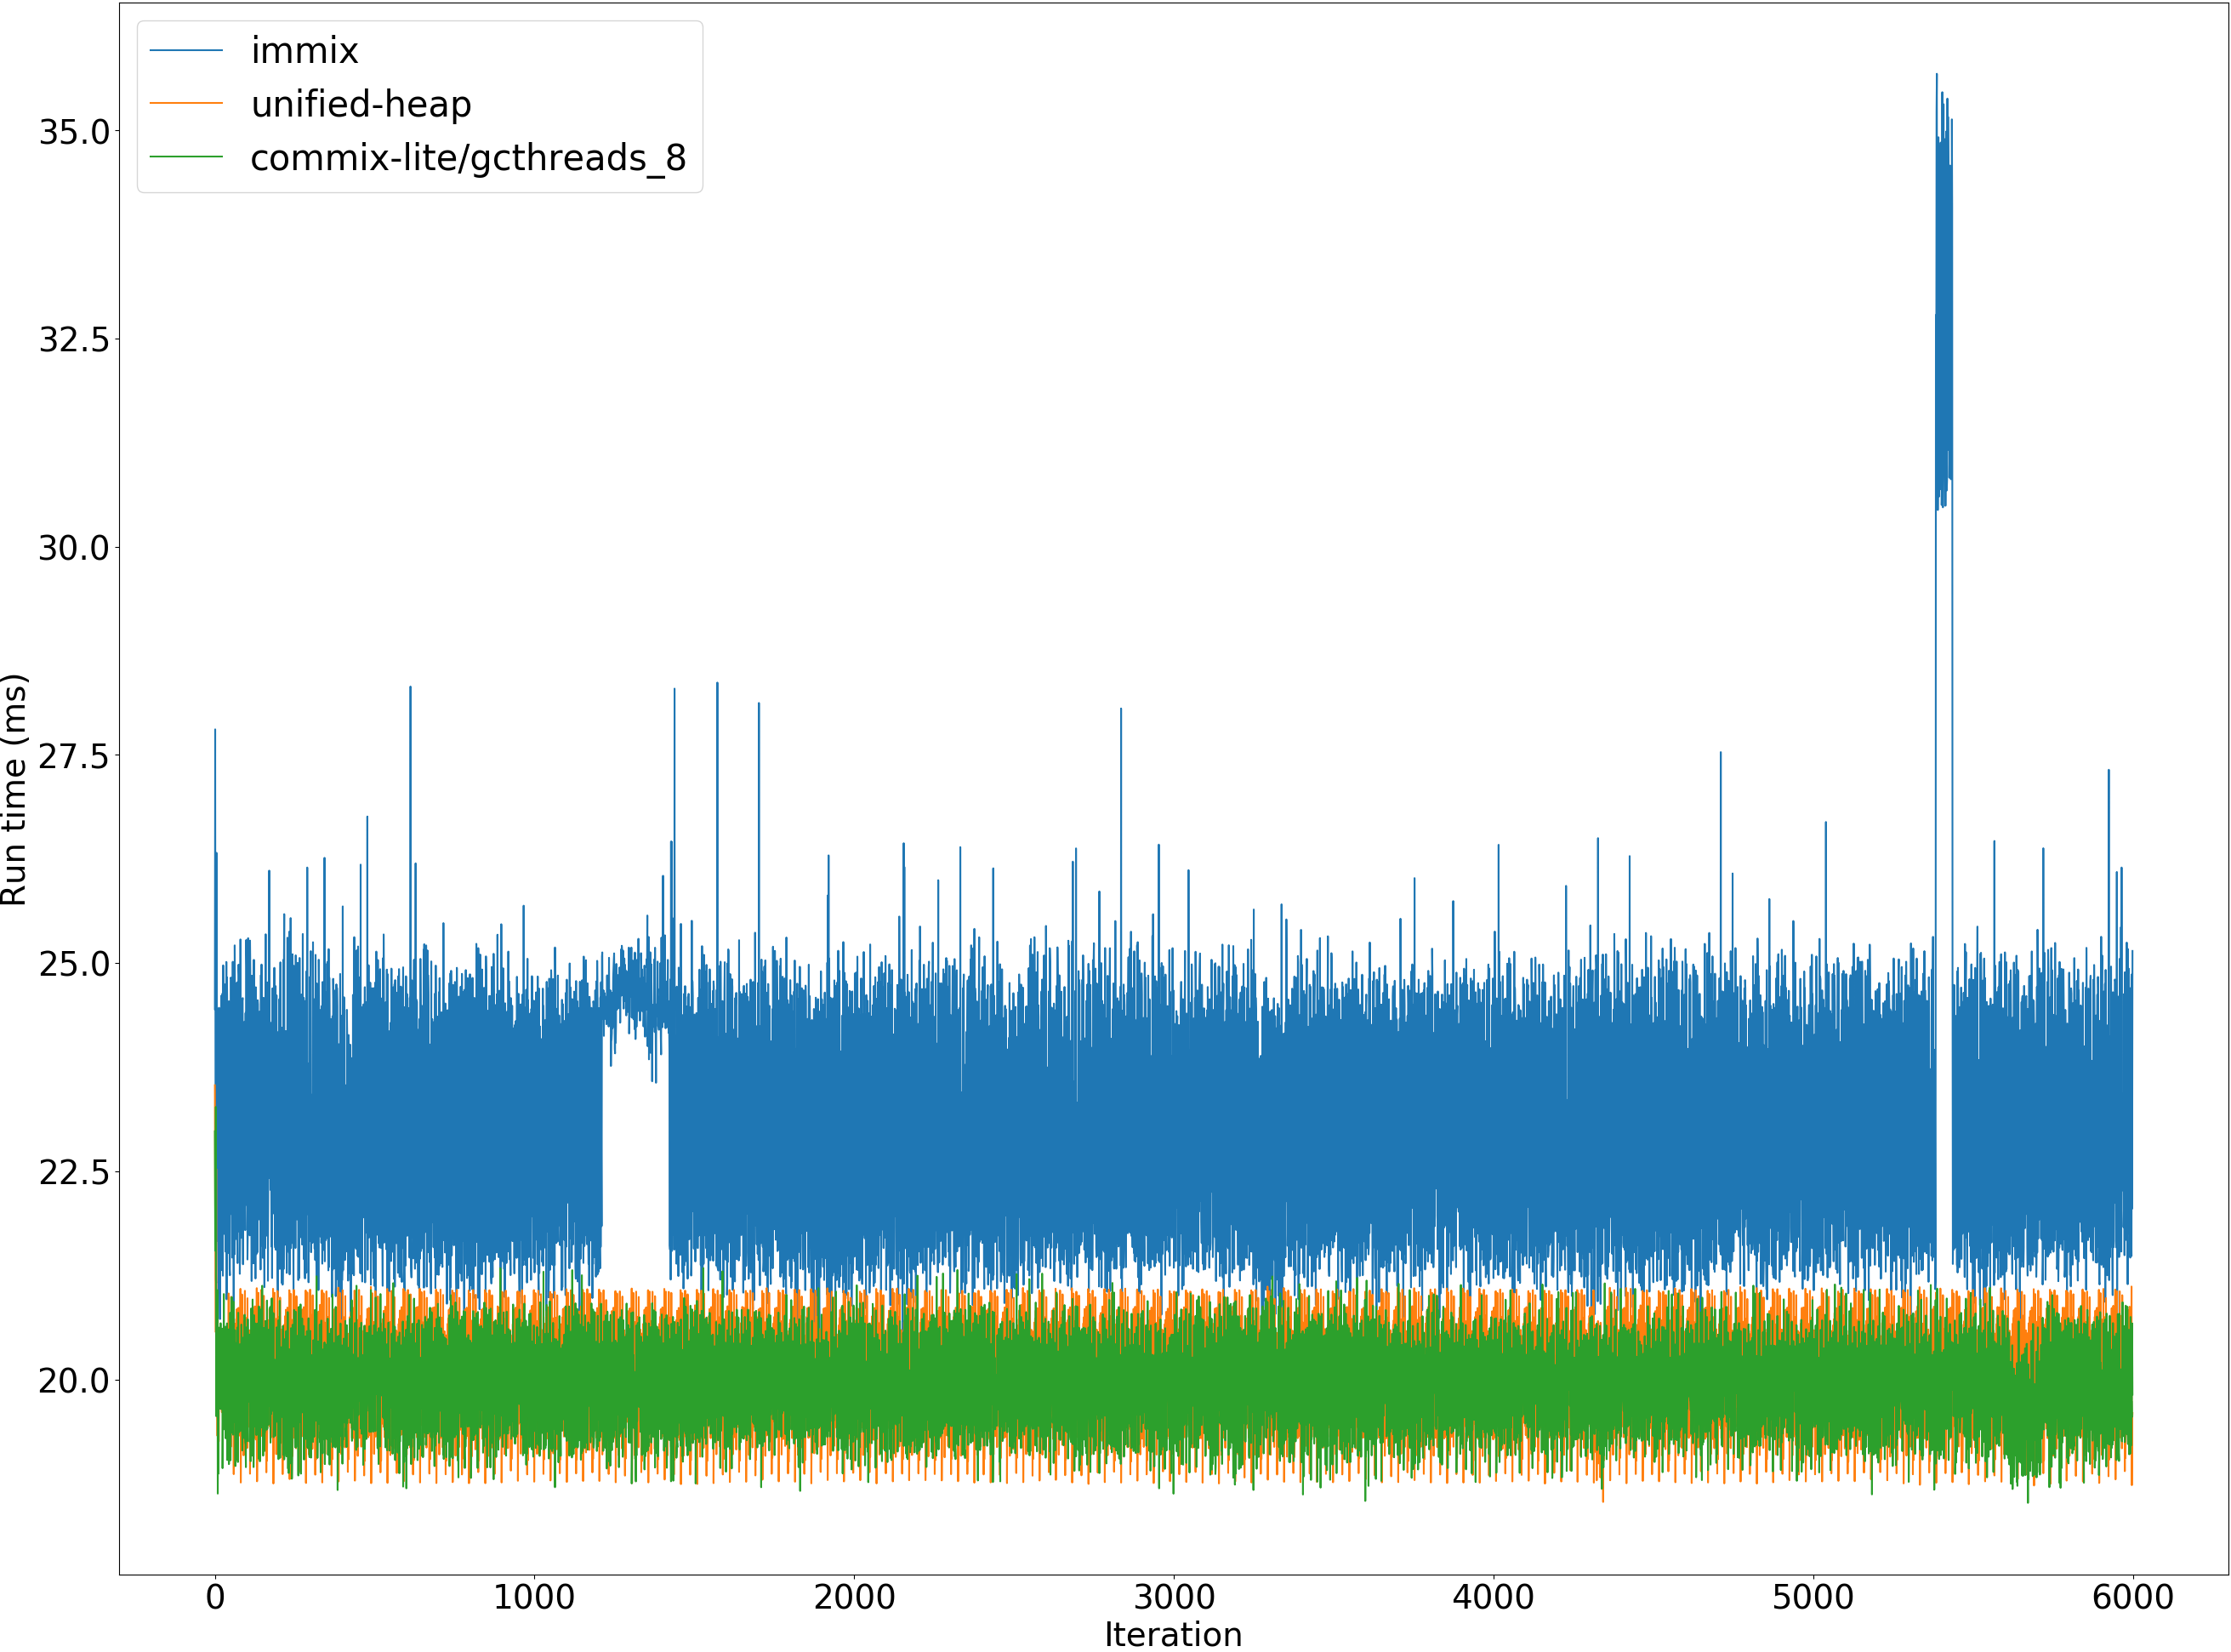 immix
unified-heap
commix-lite/gcthreads_8
Run time (ms)
35.0
32.5
30.0
27.5
25.0
22.5
20.0
0 1000 2000 3000 4000 5000 6000
Iteration